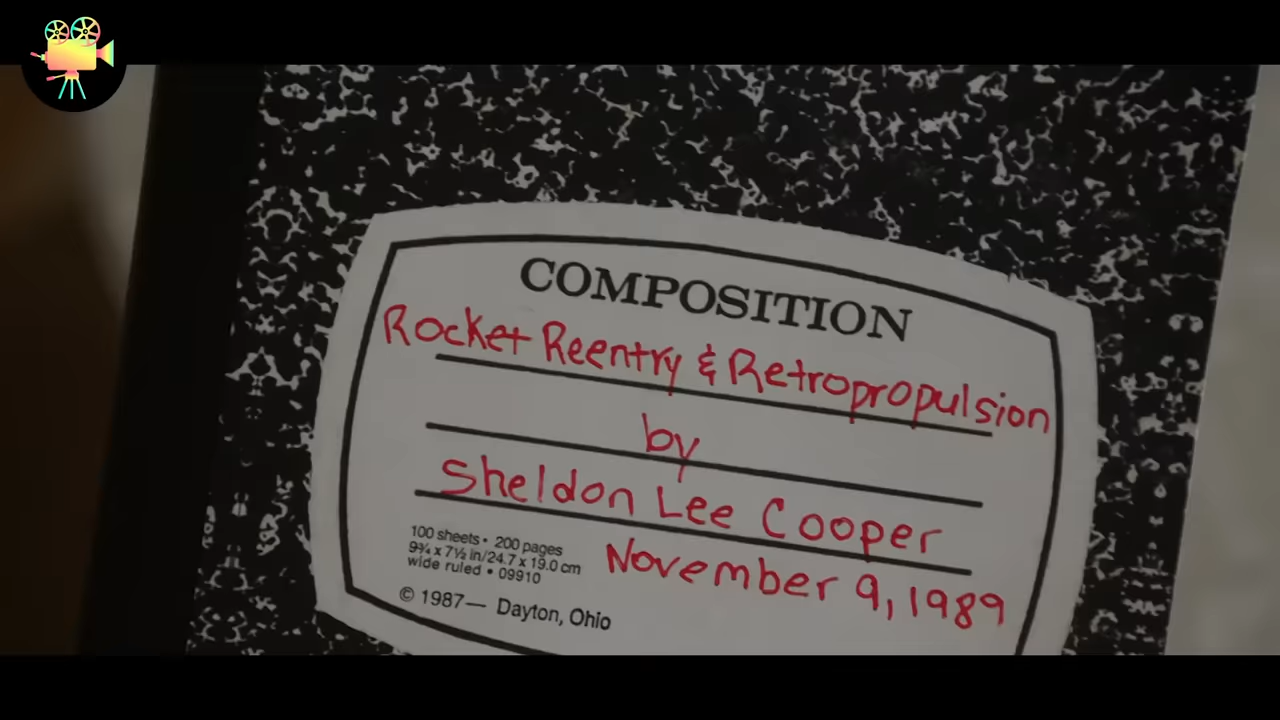 COMPOSITION
Rocket Reentry & Retropropulsion
by
Sheldon Lee Cooper
November 9, 1989
100 sheets • 200 pages
9¾ x 7½ in/24.7 x 19.0 cm
wide ruled • 09910
© 1987— Dayton, Ohio